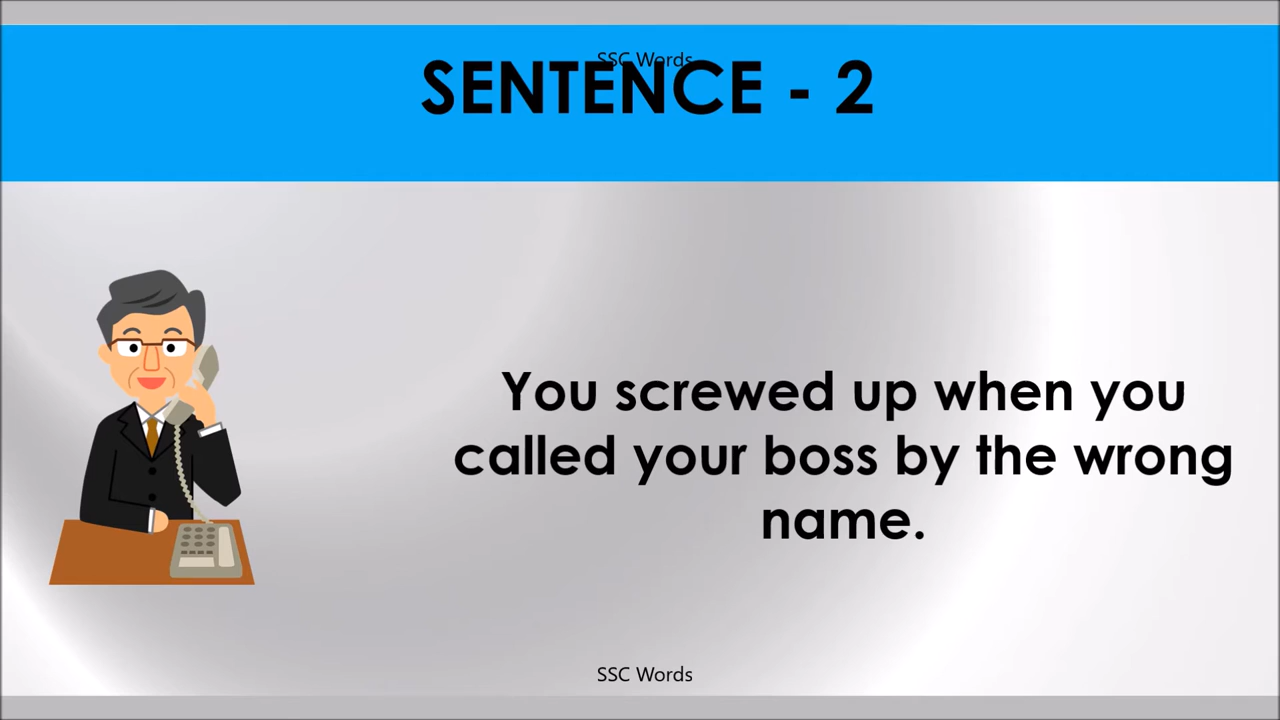 SSC Words
SENTENCE - 2
You screwed up when you
called your boss by the wrong
name.
SSC Words